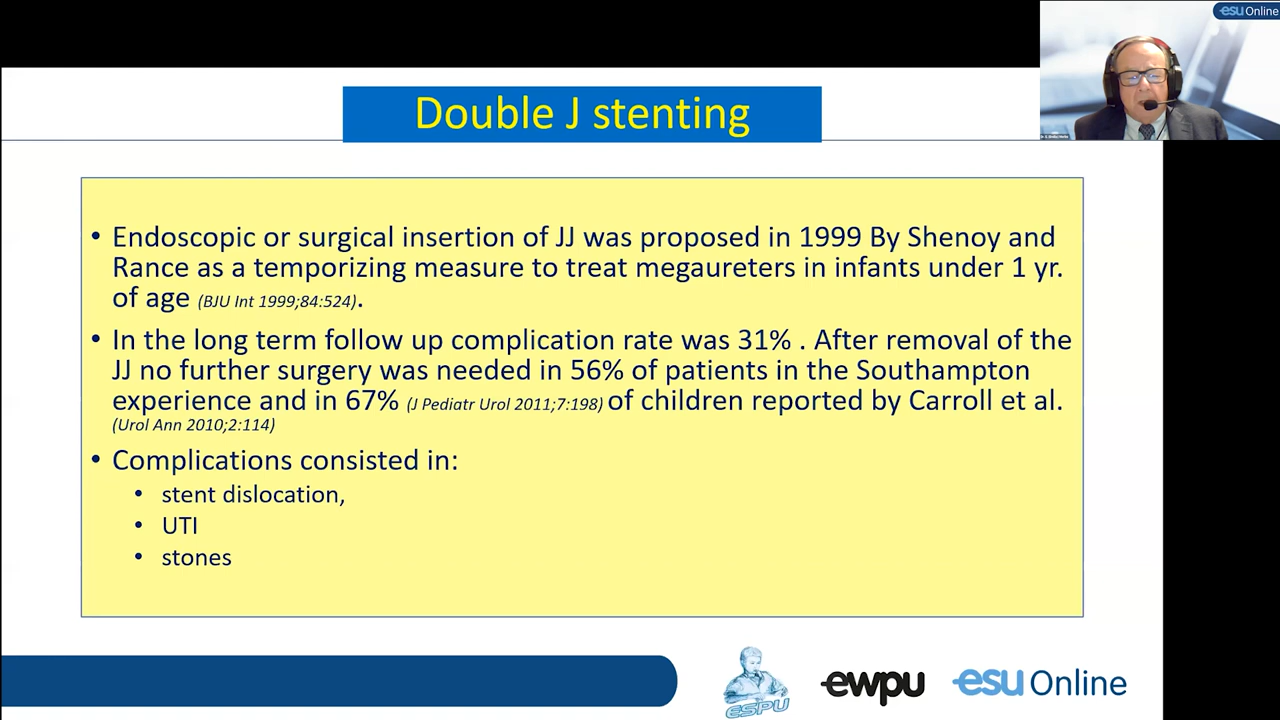 esu Online
Double J stenting
• Endoscopic or surgical insertion of JJ was proposed in 1999 By Shenoy and
Rance as a temporizing measure to treat megaureters in infants under 1 yr.
of age (BJU Int 1999;84:524).
• In the long term follow up complication rate was 31% . After removal of the
JJ no further surgery was needed in 56% of patients in the Southampton
experience and in 67% (J Pediatr Urol 2011;7:198) of children reported by Carroll et al.
(Urol Ann 2010;2:114)
• Complications consisted in:
• stent dislocation,
• UTI
• stones
ESPU
ewpu
esu Online